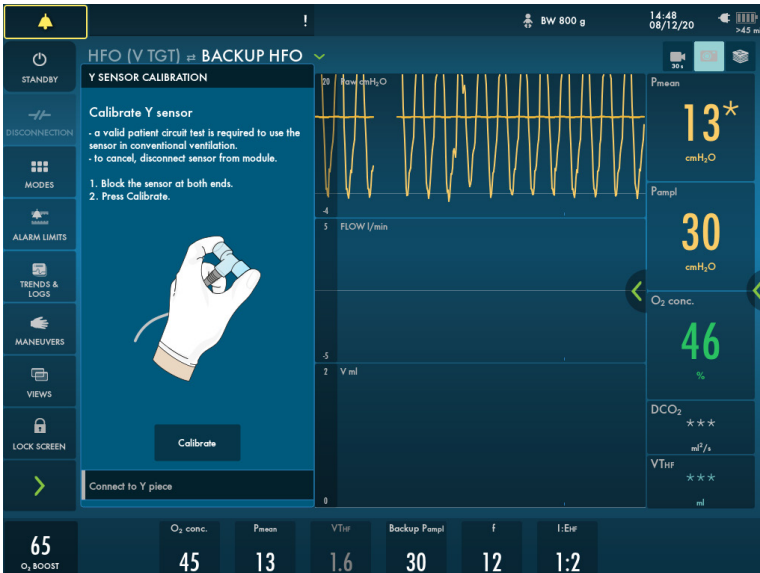 !
BW 800 g
14:48
08/12/20
>45 m
STANDBY
DISCONNECTION
MODES
ALARM LIMITS
TRENDS &
LOGS
MANEUVERS
VIEWS
LOCK SCREEN
HFO (V TGT) ⇄ BACKUP HFO
30 s
Y SENSOR CALIBRATION
Calibrate Y sensor
- a valid patient circuit test is required to use the
sensor in conventional ventilation.
- to cancel, disconnect sensor from module.
1. Block the sensor at both ends.
2. Press Calibrate.
Calibrate
Connect to Y piece
20 Paw cmH2O
-4
5 FLOW l/min
-5
2 V ml
0
Pmean
13*
cmH2O
Pampl
30
cmH2O
O2 conc.
46
%
DCO2
***
ml²/s
VTHF
***
ml
65
O2 BOOST
O2 conc.
45
Pmean
13
VTHF
1.6
Backup Pampl
30
f
12
I:EHF
1:2